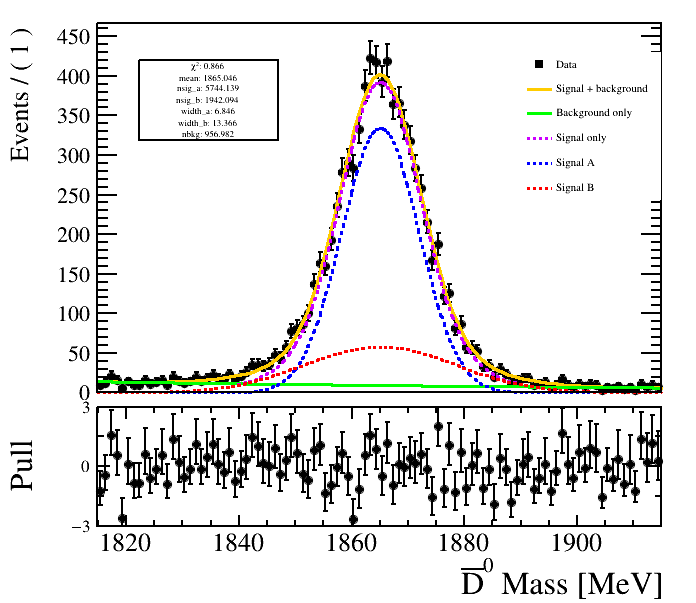 Events / ( 1 )
450
400
350
300
250
200
150
100
50
0
χ²: 0.866
mean: 1865.046
nsig_a: 5744.139
nsig_b: 1942.094
width_a: 6.846
width_b: 13.366
nbkg: 956.982
Data
Signal + background
Background only
Signal only
Signal A
Signal B
Pull
3
0
−3
1820 1840 1860 1880 1900
D̅⁰ Mass [MeV]